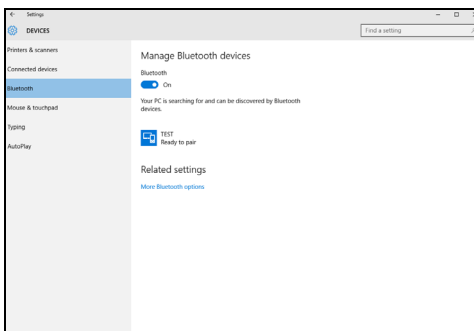 Settings
DEVICES
Find a setting
Printers & scanners
Connected devices
Bluetooth
Mouse & touchpad
Typing
AutoPlay
Manage Bluetooth devices
Bluetooth
On
Your PC is searching for and can be discovered by Bluetooth
devices.
TEST
Ready to pair
Related settings
More Bluetooth options